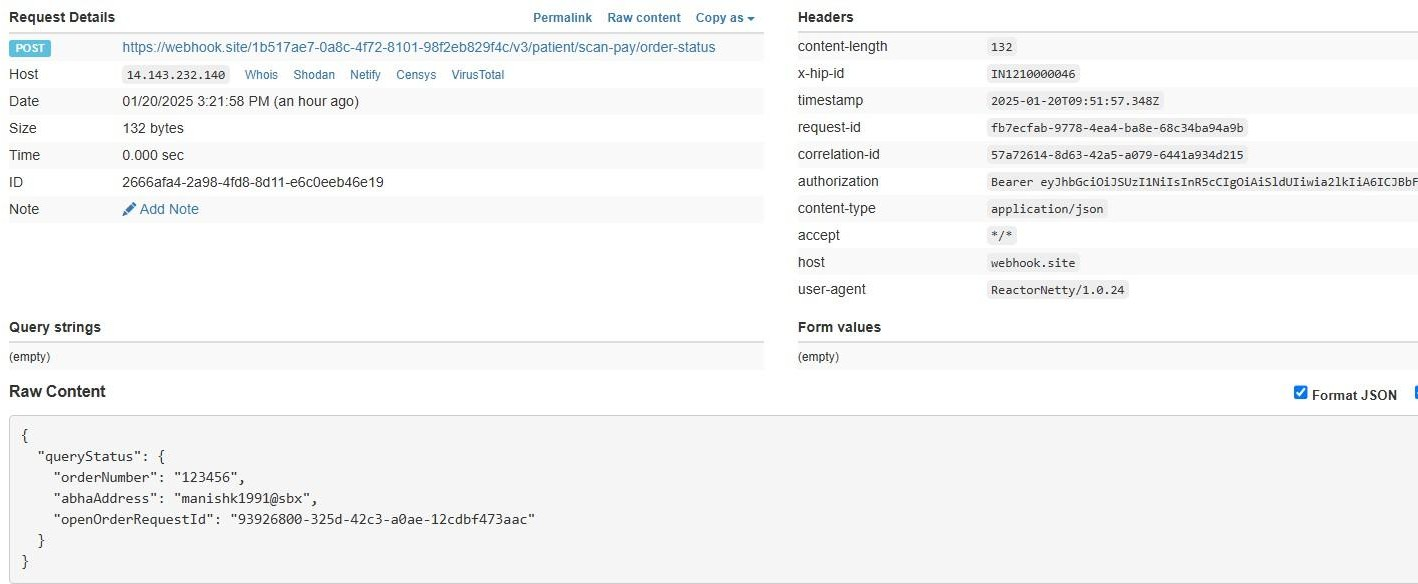 Request Details Permalink Raw content Copy as
POST https://webhook.site/1b517ae7-0a8c-4f72-8101-98f2eb829f4c/v3/patient/scan-pay/order-status
Host 14.143.232.140 Whois Shodan Netify Censys VirusTotal
Date 01/20/2025 3:21:58 PM (an hour ago)
Size 132 bytes
Time 0.000 sec
ID 2666afa4-2a98-4fd8-8d11-e6c0eeb46e19
Note Add Note
Headers
content-length 132
x-hip-id IN1210000046
timestamp 2025-01-20T09:51:57.348Z
request-id fb7ecfab-9778-4ea4-ba8e-68c34ba94a9b
correlation-id 57a72614-8d63-42a5-a079-6441a934d215
authorization Bearer eyJhbGciOiJSUzI1NiIsInR5cCIgOiAiSldUIiwia2lkIiA6ICJBbF
content-type application/json
accept */*
host webhook.site
user-agent ReactorNetty/1.0.24
Query strings
(empty)
Form values
(empty)
Raw Content Format JSON
{
"queryStatus": {
"orderNumber": "123456",
"abhaAddress": "manishk1991@sbx",
"openOrderRequestId": "93926800-325d-42c3-a0ae-12cdbf473aac"
}
}